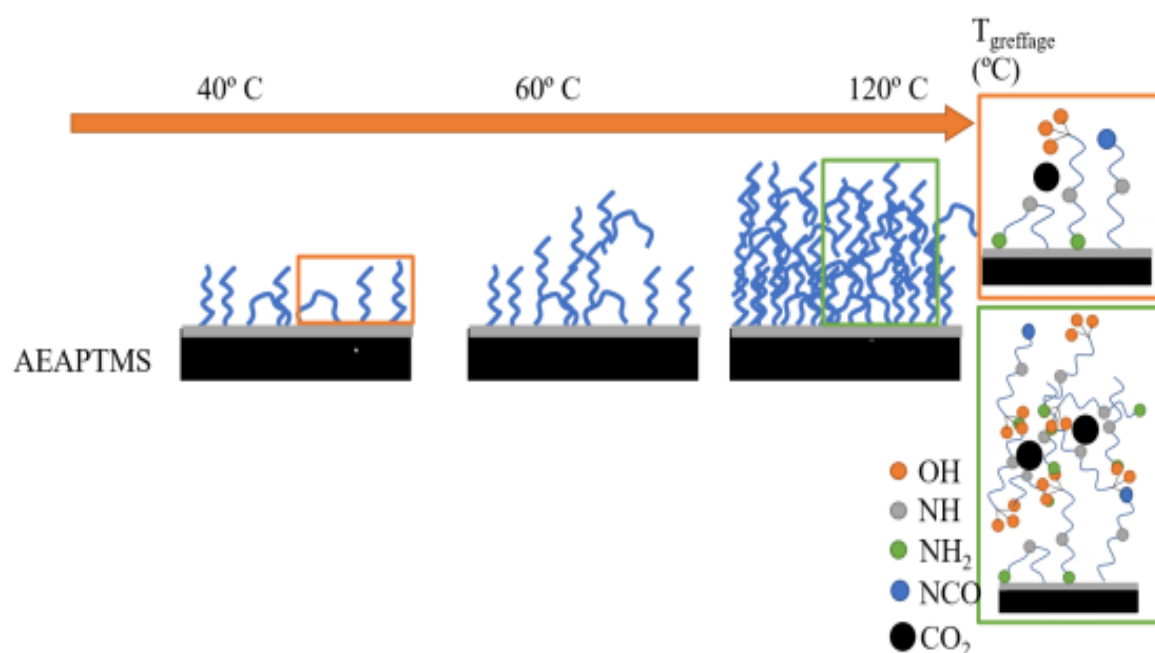 T_greffage
(ºC)
40º C
60º C
120º C
AEAPTMS
OH
NH
NH₂
NCO
CO₂